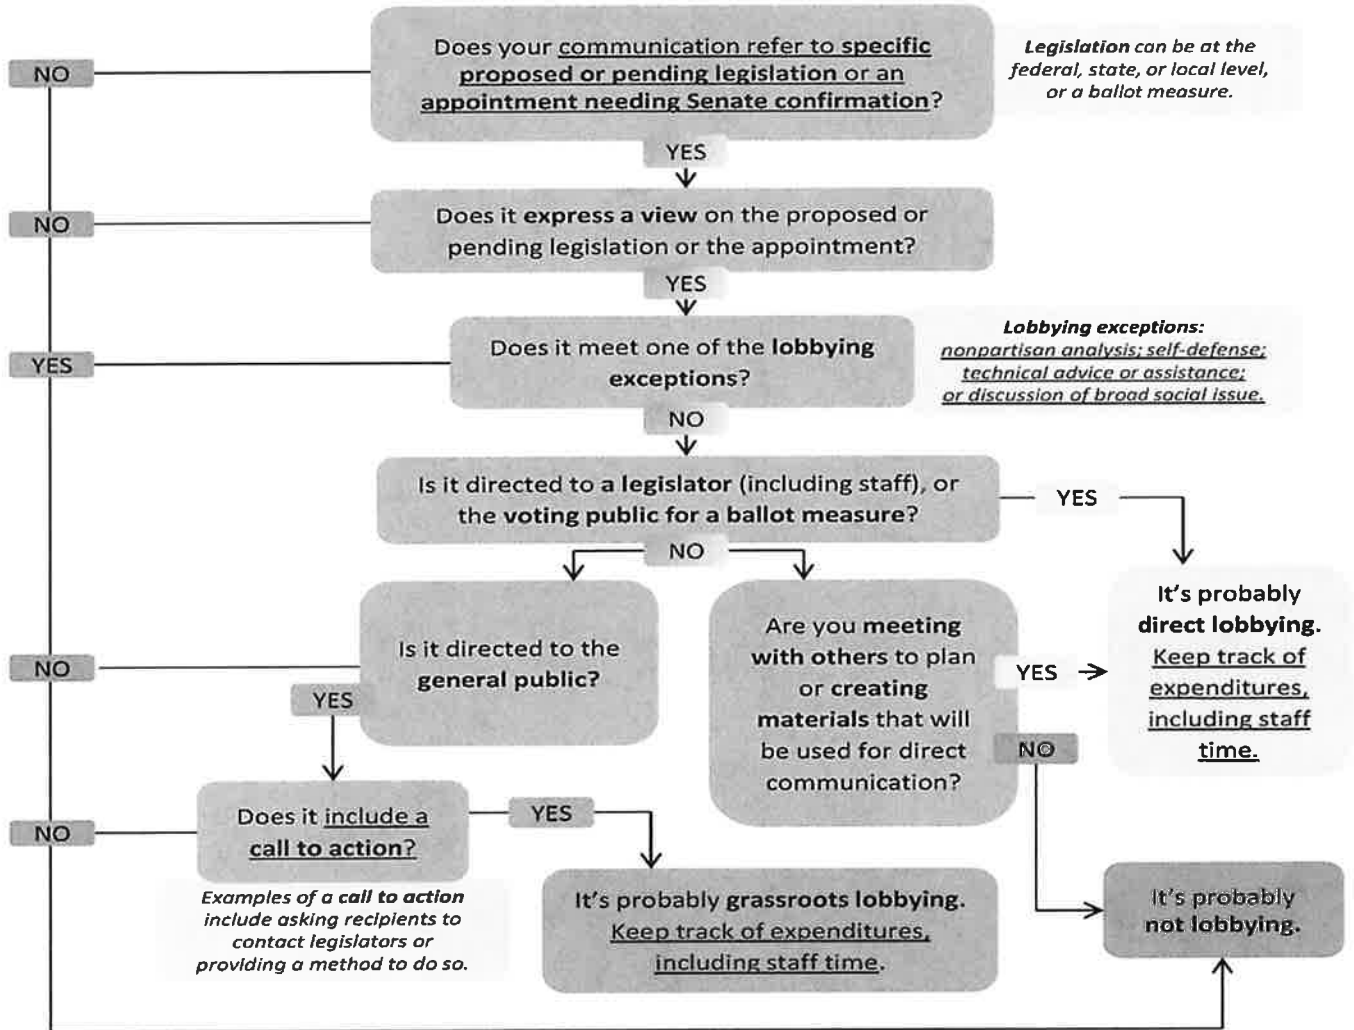 Does your communication refer to specific
proposed or pending legislation or an
appointment needing Senate confirmation?
Legislation can be at the
federal, state, or local level,
or a ballot measure.
NO
YES
Does it express a view on the proposed or
pending legislation or the appointment?
NO
YES
Does it meet one of the lobbying
exceptions?
Lobbying exceptions:
nonpartisan analysis; self-defense;
technical advice or assistance;
or discussion of broad social issue.
YES
NO
Is it directed to a legislator (including staff), or
the voting public for a ballot measure?
YES
NO
Is it directed to the
general public?
NO
YES
Are you meeting
with others to plan
or creating
materials that will
be used for direct
communication?
YES
NO
It's probably
direct lobbying.
Keep track of
expenditures,
including staff
time.
Does it include a
call to action?
NO
YES
Examples of a call to action
include asking recipients to
contact legislators or
providing a method to do so.
It's probably grassroots lobbying.
Keep track of expenditures,
including staff time.
It's probably
not lobbying.